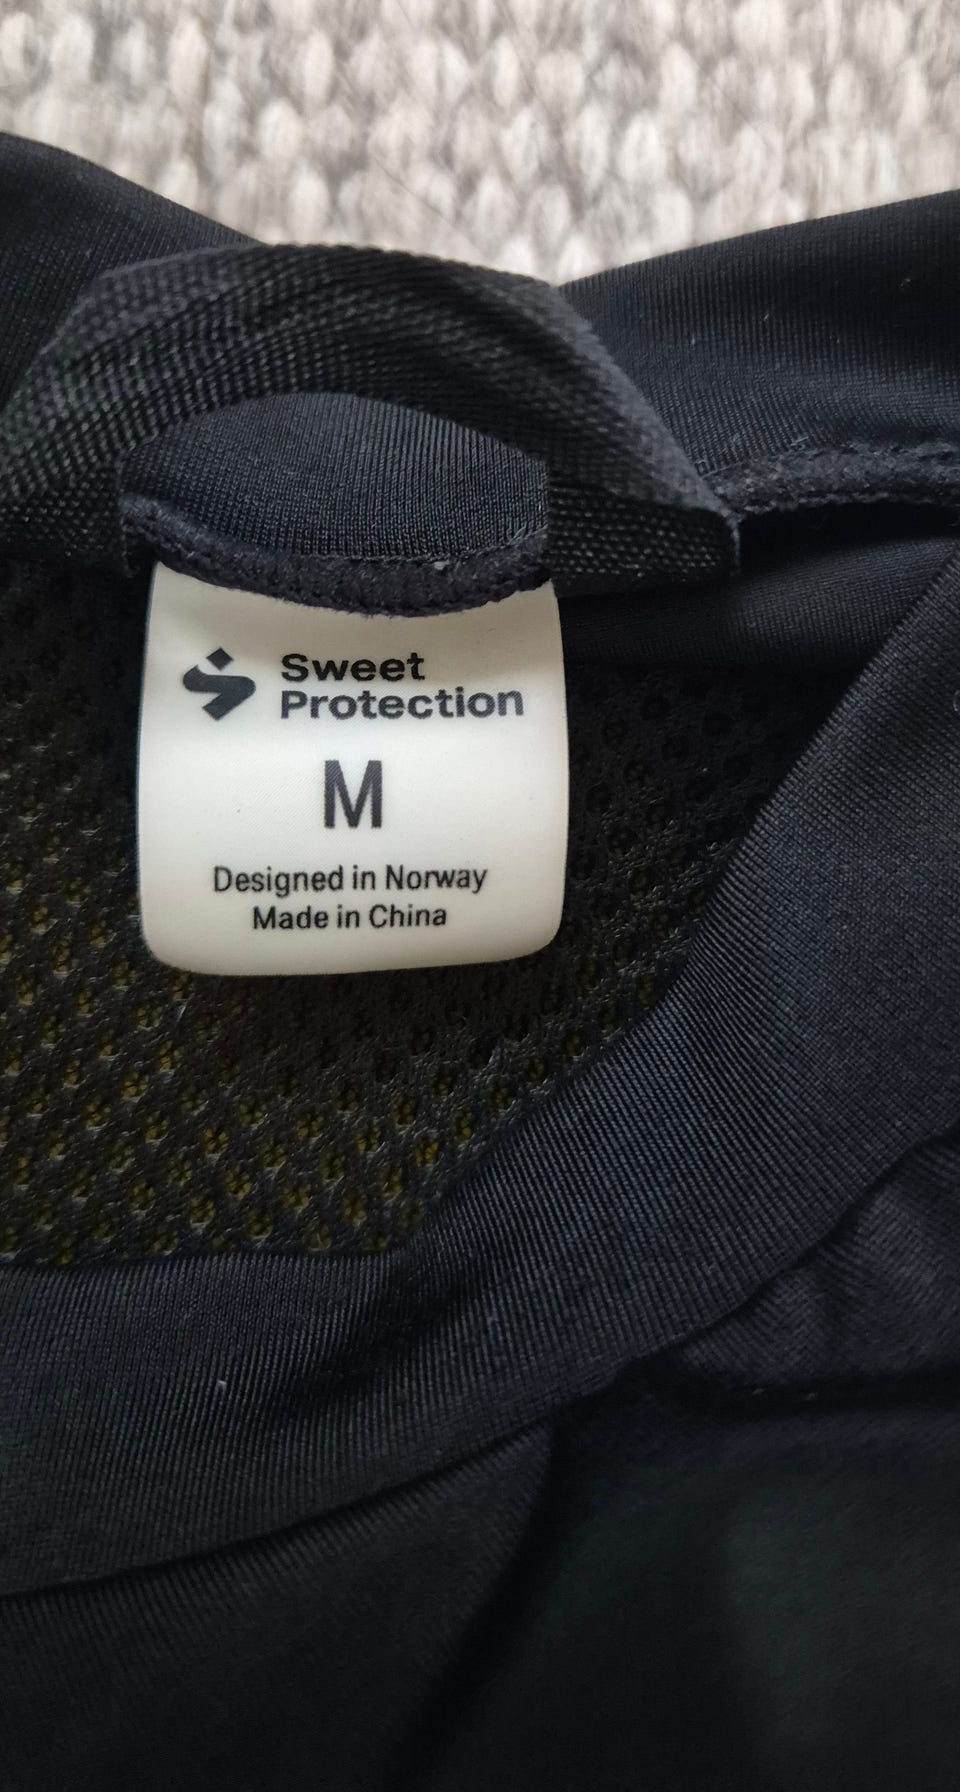 Sweet
Protection
M
Designed in Norway
Made in China